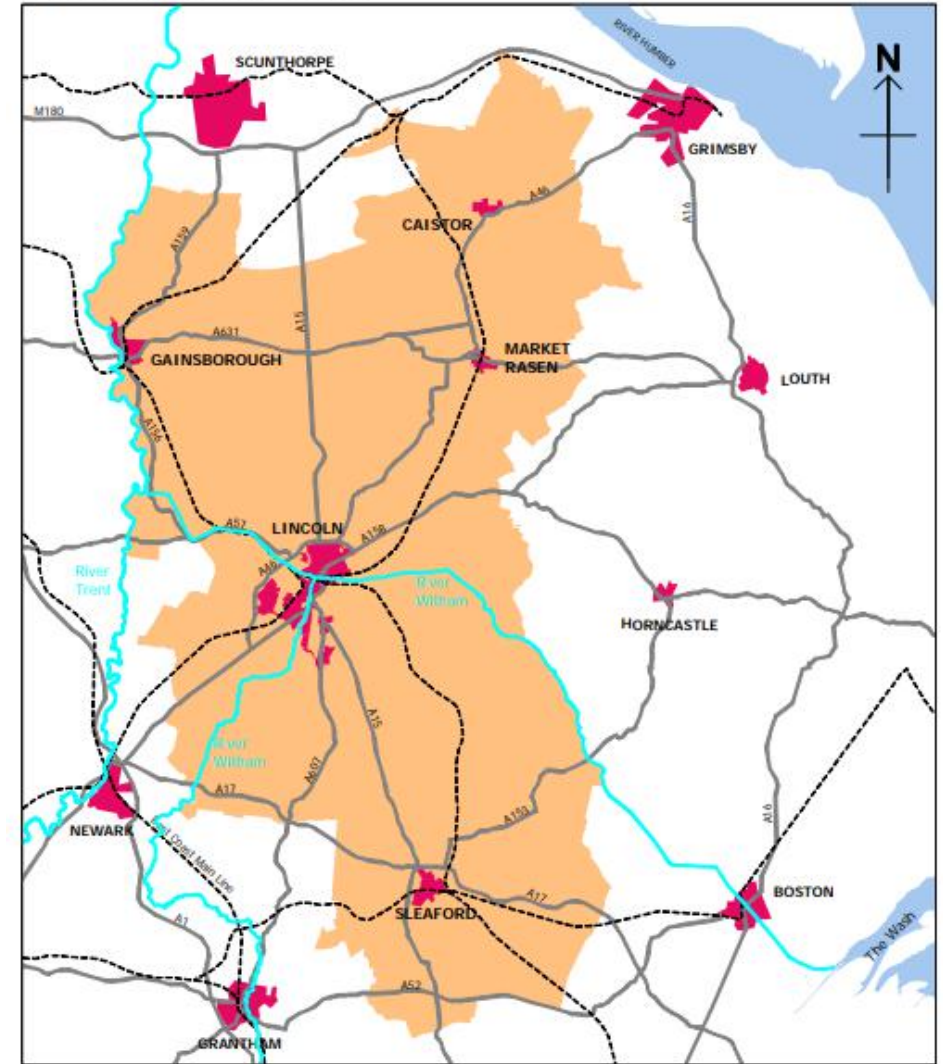 RIVER HUMBER
SCUNTHORPE
N
M180
GRIMSBY
A46
CAISTOR
A16
A159
A15
A631
GAINSBOROUGH
MARKET
RASEN
LOUTH
A156
LINCOLN
A57
A158
A46
River
Trent
River
Witham
HORNCASTLE
A15
River
Witham
A607
A17
A153
A16
NEWARK
East Coast Main Line
BOSTON
A17
SLEAFORD
A1
The Wash
A52
GRANTHAM